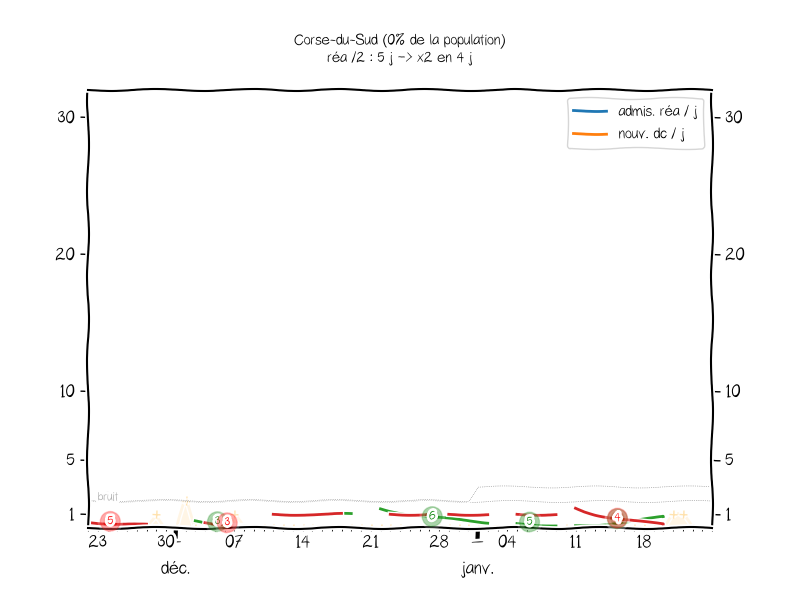 Corse-du-Sud (0% de la population)
réa /2 : 5 j -> x2 en 4 j
30 30
admis. réa / j
nouv. dc / j
20 20
10 10
5 5
bruit
1 5 3 3 6 5 4 1
23 30 07 14 21 28 04 11 18
déc. janv.